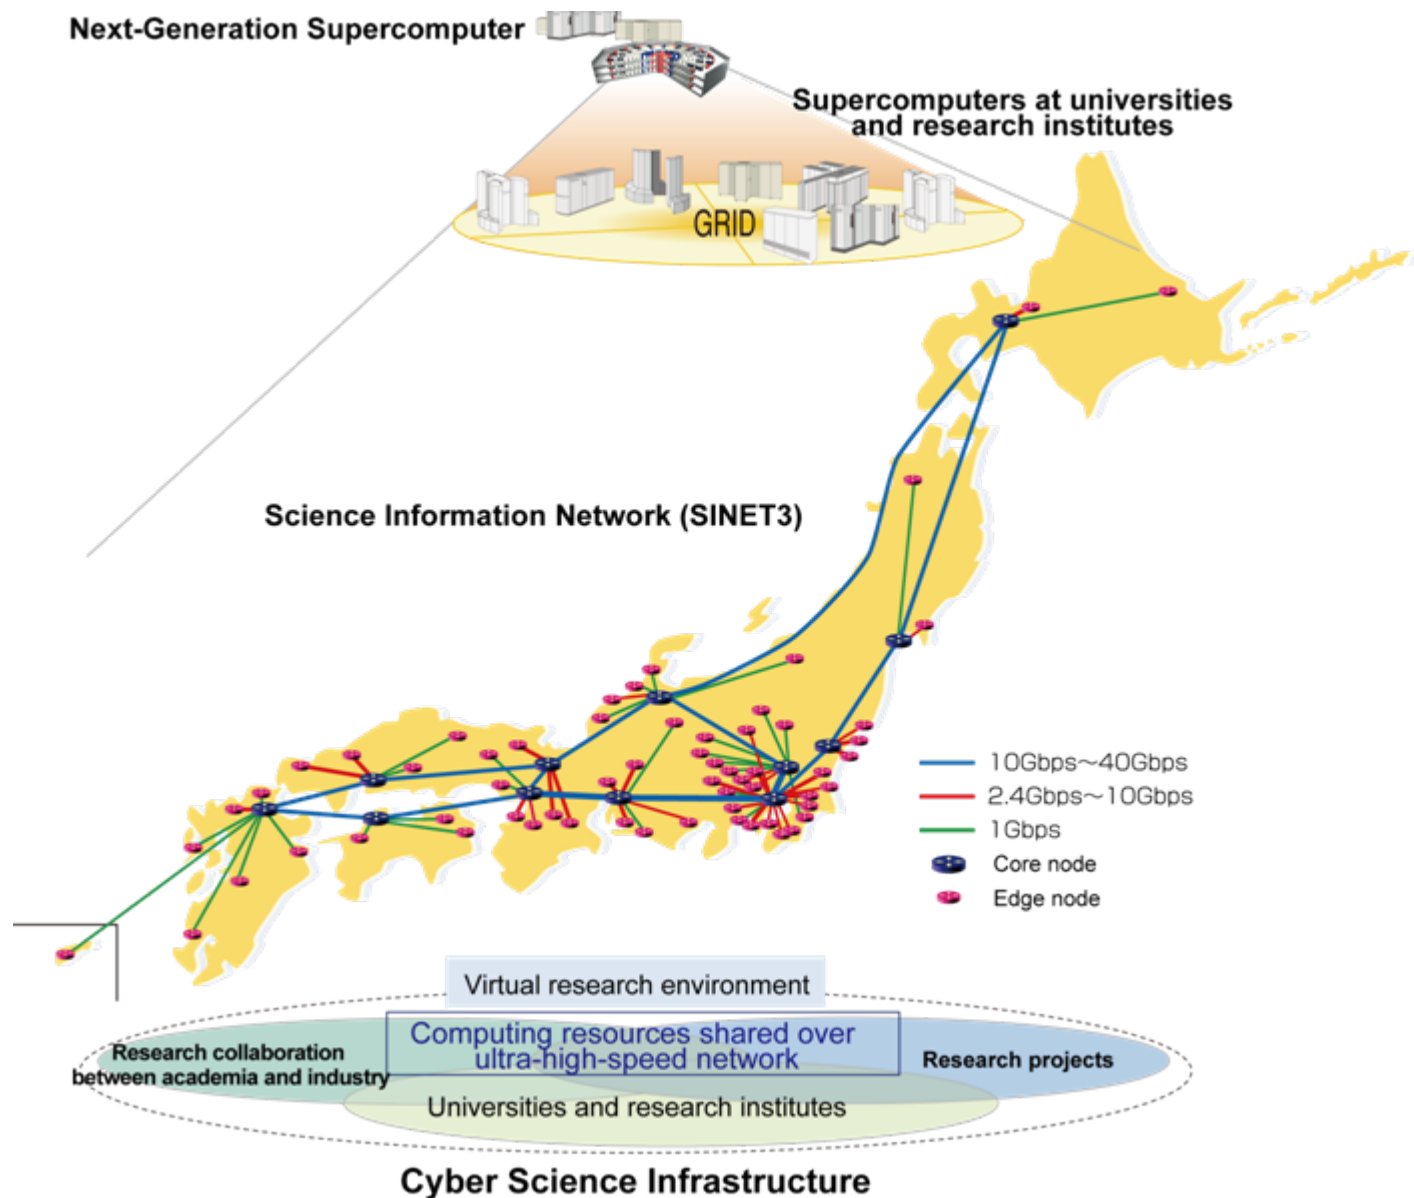 Next-Generation Supercomputer
Supercomputers at universities
and research institutes
GRID
Science Information Network (SINET3)
10Gbps～40Gbps
2.4Gbps～10Gbps
1Gbps
Core node
Edge node
Virtual research environment
Computing resources shared over
ultra-high-speed network
Research collaboration
between academia and industry
Research projects
Universities and research institutes
Cyber Science Infrastructure